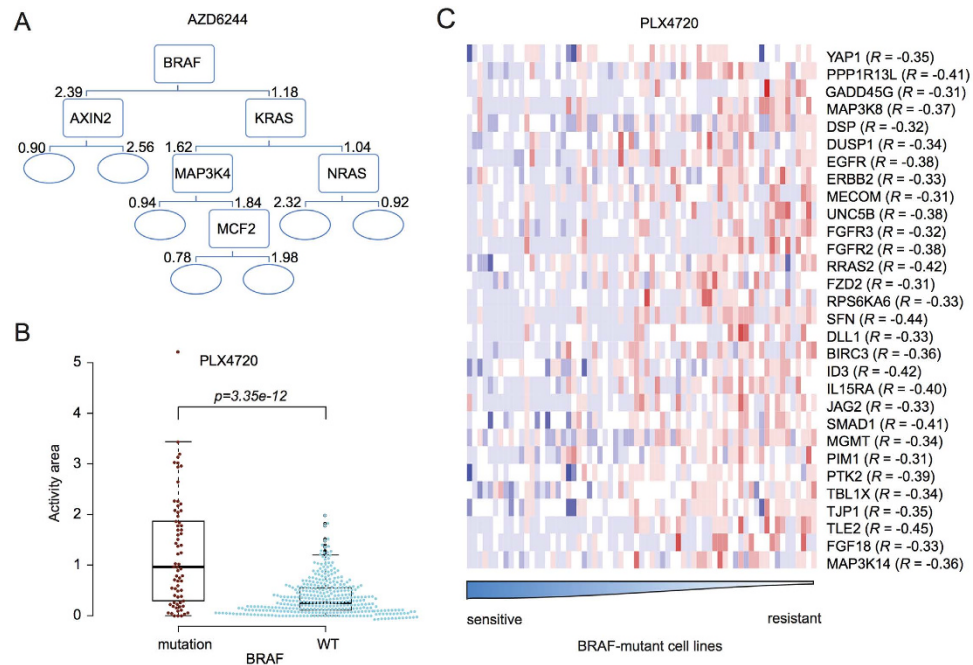 A
AZD6244
BRAF
2.39 1.18
AXIN2 KRAS
0.90 2.56 1.62 1.04
MAP3K4 NRAS
0.94 1.84 2.32 0.92
MCF2
0.78 1.98
B
PLX4720
p=3.35e-12
Activity area
5
4
3
2
1
0
mutation WT
BRAF
C
PLX4720
YAP1 (R = -0.35)
PPP1R13L (R = -0.41)
GADD45G (R = -0.31)
MAP3K8 (R = -0.37)
DSP (R = -0.32)
DUSP1 (R = -0.34)
EGFR (R = -0.38)
ERBB2 (R = -0.33)
MECOM (R = -0.31)
UNC5B (R = -0.38)
FGFR3 (R = -0.32)
FGFR2 (R = -0.38)
RRAS2 (R = -0.42)
FZD2 (R = -0.31)
RPS6KA6 (R = -0.33)
SFN (R = -0.44)
DLL1 (R = -0.33)
BIRC3 (R = -0.36)
ID3 (R = -0.42)
IL15RA (R = -0.40)
JAG2 (R = -0.33)
SMAD1 (R = -0.41)
MGMT (R = -0.34)
PIM1 (R = -0.31)
PTK2 (R = -0.39)
TBL1X (R = -0.34)
TJP1 (R = -0.35)
TLE2 (R = -0.45)
FGF18 (R = -0.33)
MAP3K14 (R = -0.36)
sensitive resistant
BRAF-mutant cell lines